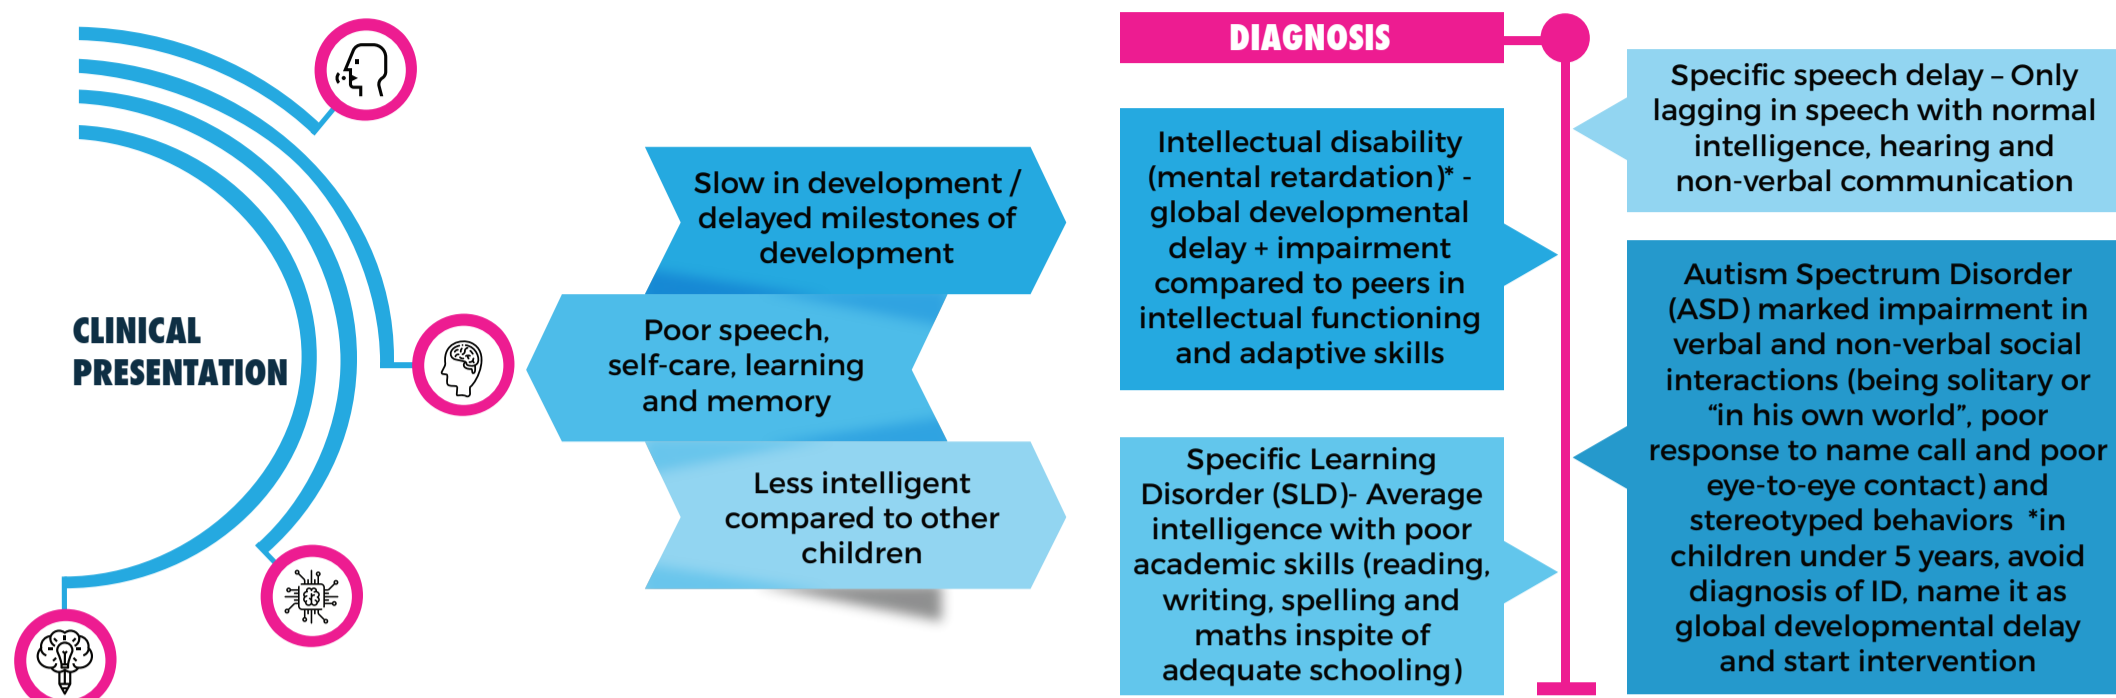 CLINICAL
PRESENTATION
Slow in development /
delayed milestones of
development
Poor speech,
self-care, learning
and memory
Less intelligent
compared to other
children
DIAGNOSIS
Intellectual disability
(mental retardation)* -
global developmental
delay + impairment
compared to peers in
intellectual functioning
and adaptive skills
Specific Learning
Disorder (SLD)- Average
intelligence with poor
academic skills (reading,
writing, spelling and
maths inspite of
adequate schooling)
Specific speech delay – Only
lagging in speech with normal
intelligence, hearing and
non-verbal communication
Autism Spectrum Disorder
(ASD) marked impairment in
verbal and non-verbal social
interactions (being solitary or
“in his own world”, poor
response to name call and poor
eye-to-eye contact) and
stereotyped behaviors *in
children under 5 years, avoid
diagnosis of ID, name it as
global developmental delay
and start intervention